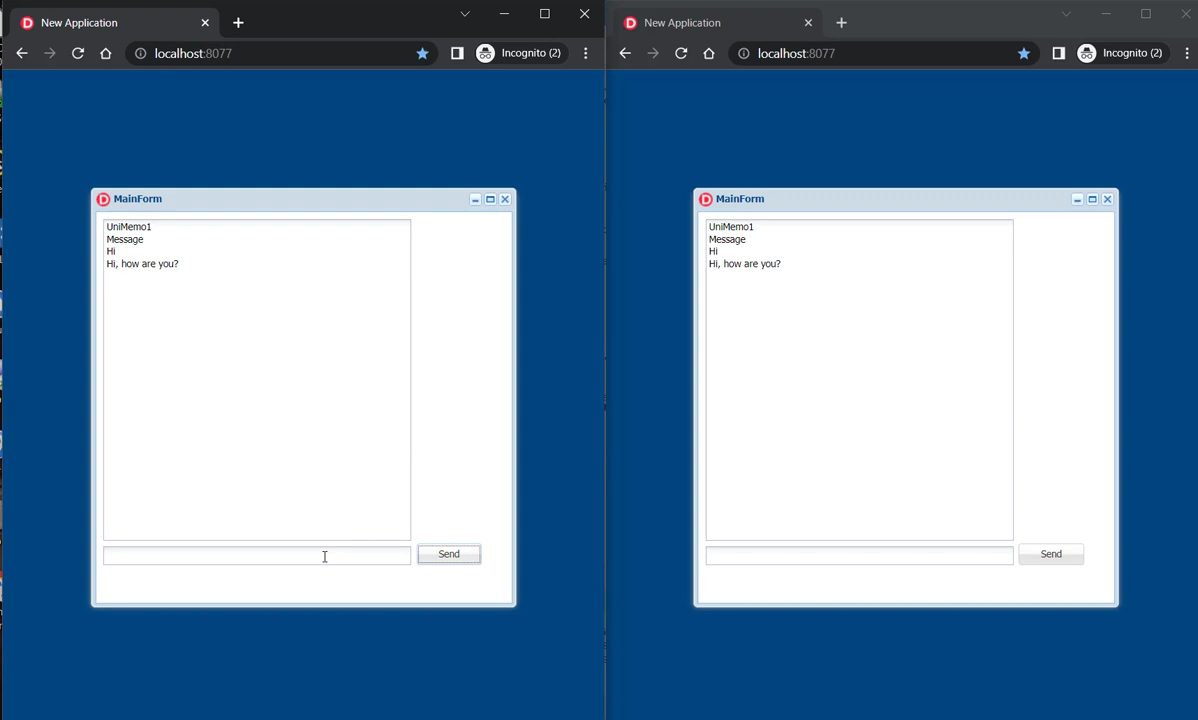 New Application
localhost:8077
Incognito (2)
MainForm
UniMemo1
Message
Hi
Hi, how are you?
Send
New Application
localhost:8077
Incognito (2)
MainForm
UniMemo1
Message
Hi
Hi, how are you?
Send